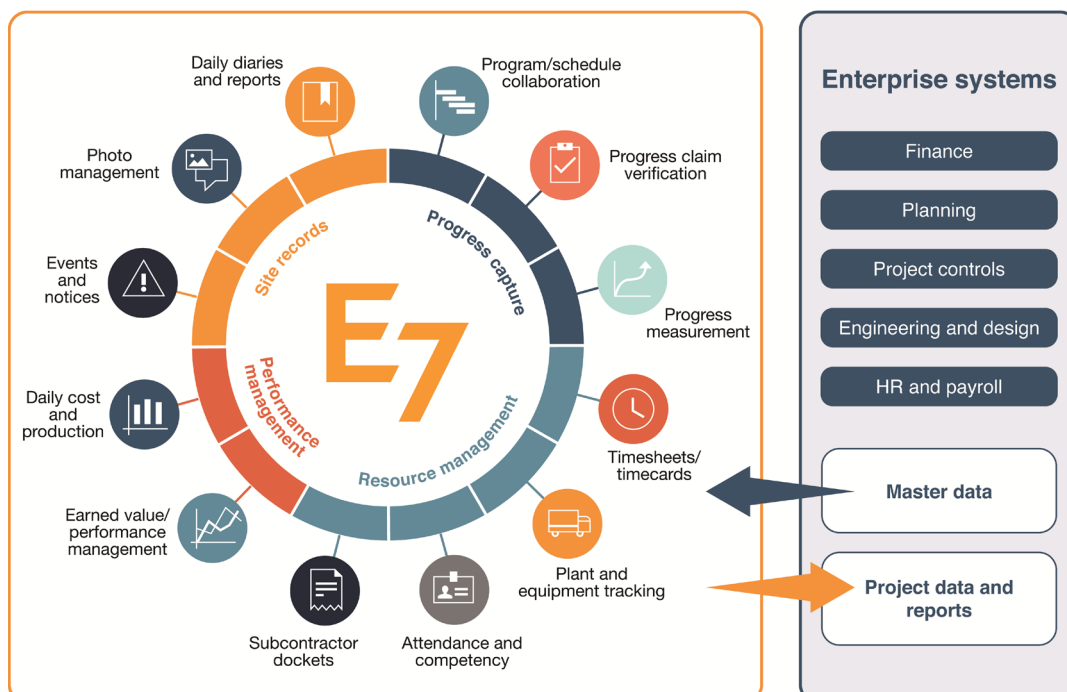 Daily diaries
and reports
Program/schedule
collaboration
Photo
management
Progress claim
verification
Events
and
notices
Progress
measurement
Daily cost
and
production
Timesheets/
timecards
Earned value/
performance
management
Plant and
equipment tracking
Subcontractor
dockets
Attendance and
competency
Site records
Progress capture
Performance
management
Resource management
E7
Enterprise systems
Finance
Planning
Project controls
Engineering and design
HR and payroll
Master data
Project data and
reports